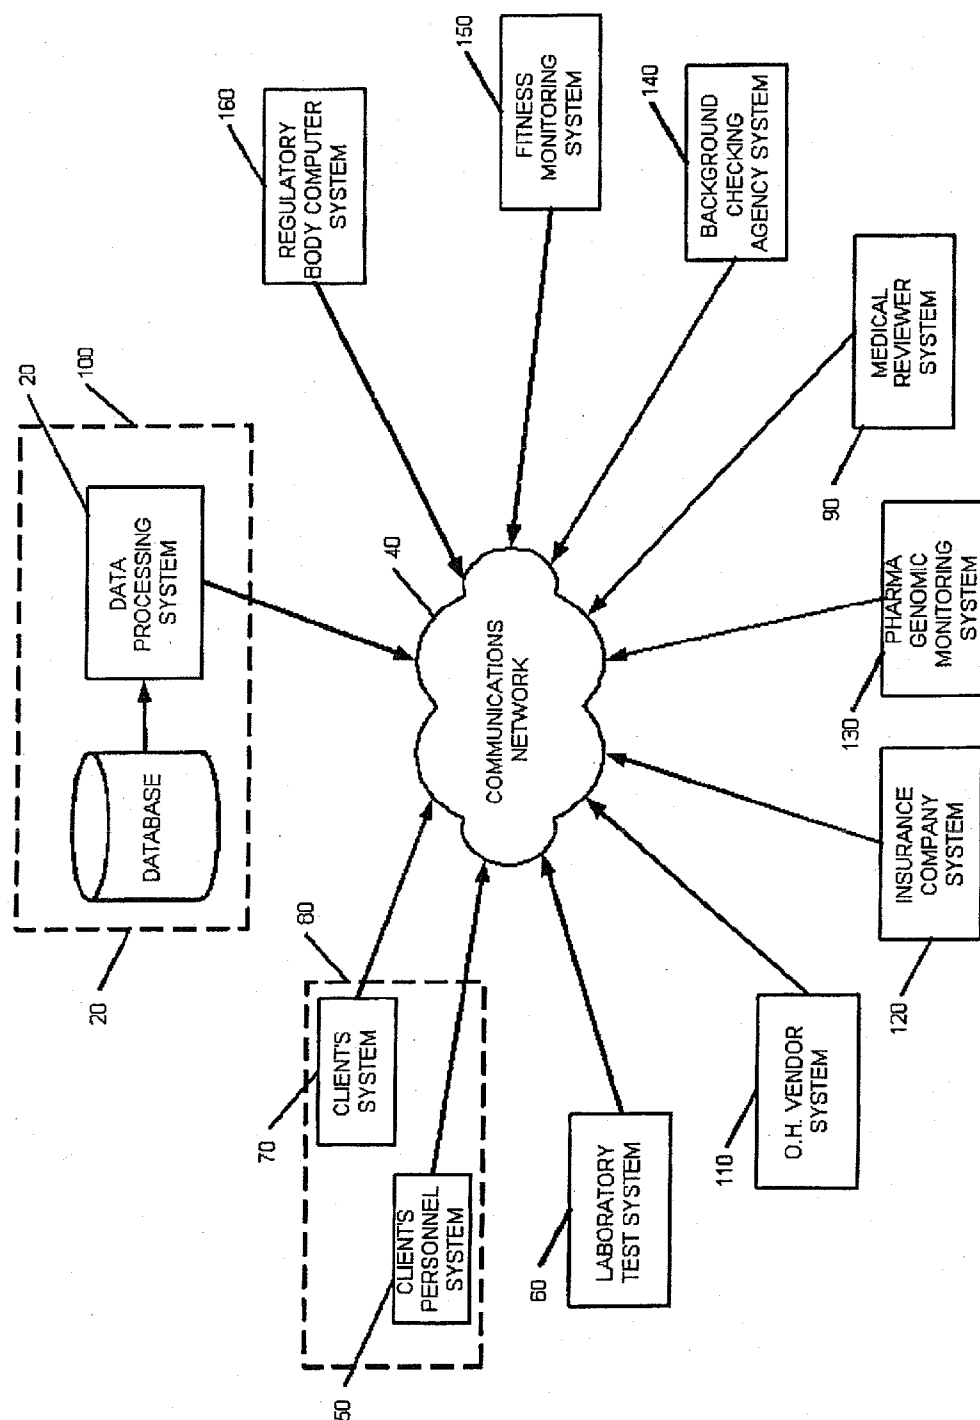 50
CLIENT'S
PERSONNEL
SYSTEM
70
CLIENT'S
SYSTEM
80
20
DATABASE
DATA
PROCESSING
SYSTEM
20
100
160
REGULATORY
BODY COMPUTER
SYSTEM
40
COMMUNICATIONS
NETWORK
150
FITNESS
MONITORING
SYSTEM
60
LABORATORY
TEST SYSTEM
140
BACKGROUND
CHECKING
AGENCY SYSTEM
110
O.H. VENDOR
SYSTEM
120
INSURANCE
COMPANY
SYSTEM
130
PHARMA
GENOMIC
MONITORING
SYSTEM
90
MEDICAL
REVIEWER
SYSTEM